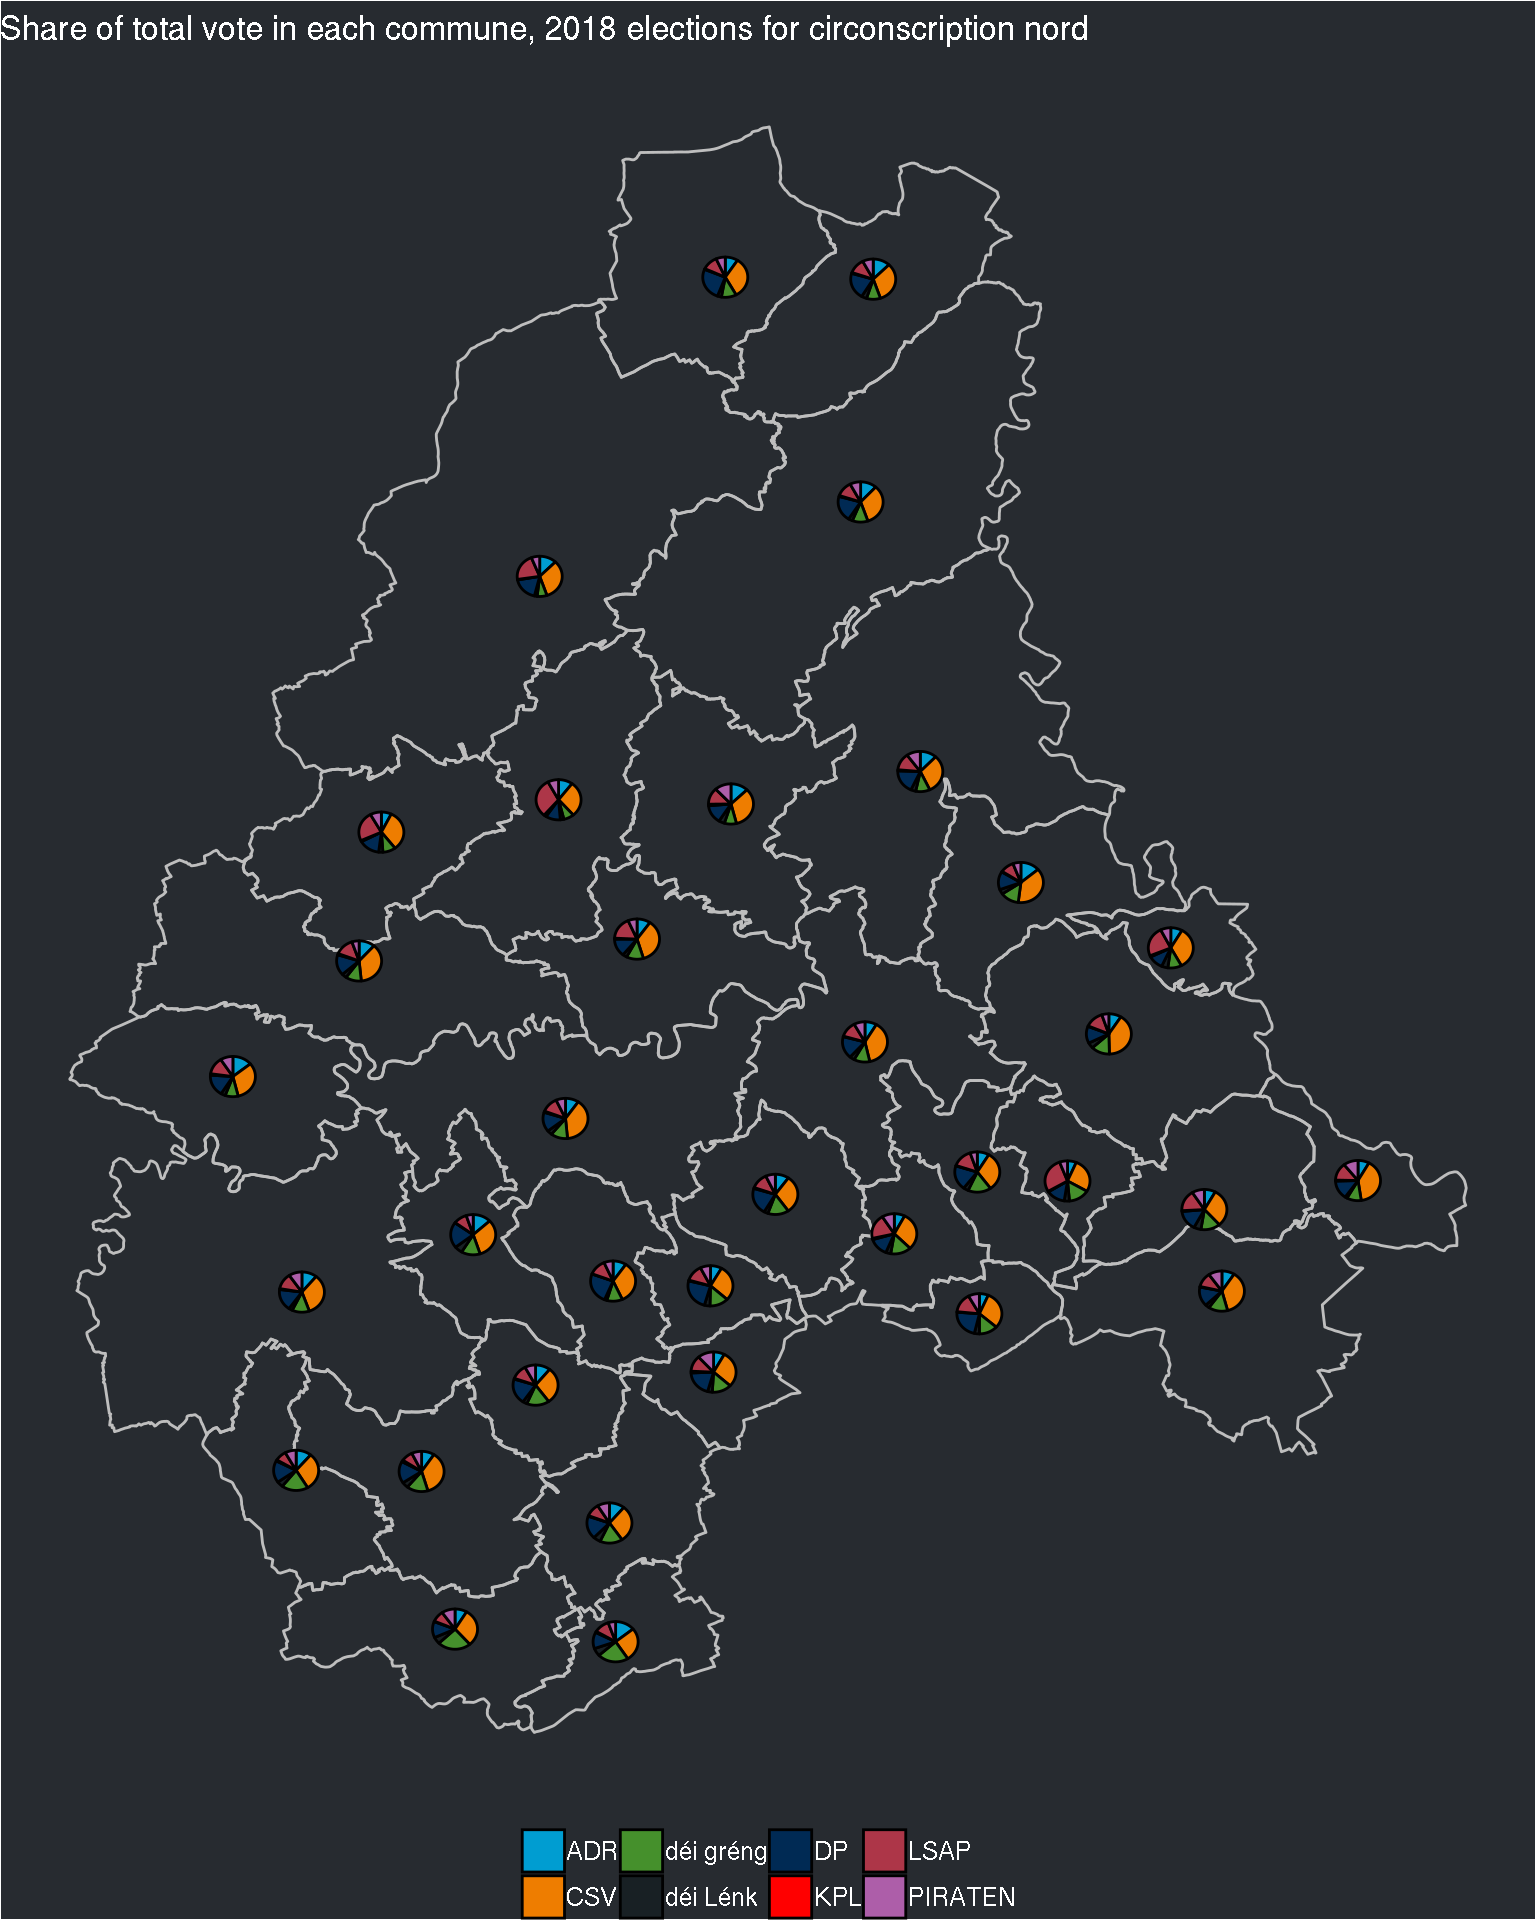 Share of total vote in each commune, 2018 elections for circonscription nord
ADR déi gréng DP LSAP
CSV déi Lénk KPL PIRATEN